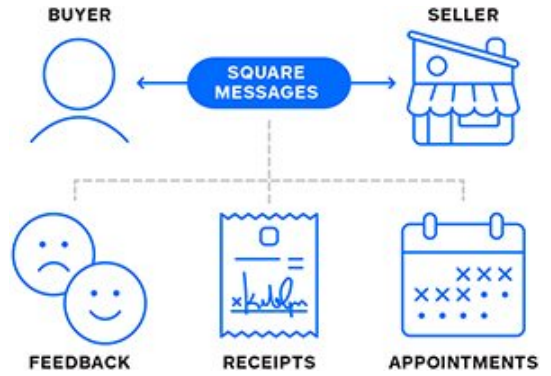 BUYER
SELLER
SQUARE
MESSAGES
FEEDBACK
RECEIPTS
APPOINTMENTS